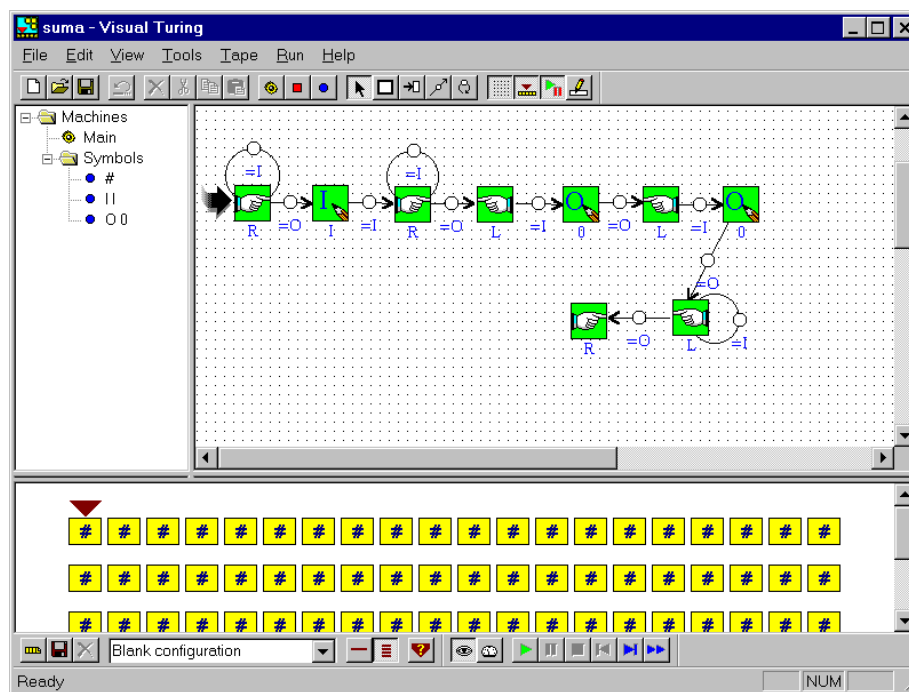 suma - Visual Turing
File Edit View Tools Tape Run Help
Machines
Main
Symbols
#
I I
O 0
=I =I
I O O
R =O I =I R =O L =I 0 =O L =I 0
=O
R =O L =I
# # # # # # # # # # # # # # # # # # # #
# # # # # # # # # # # # # # # # # # # #
# # # # # # # # # # # # # # # # # # # #
Blank configuration
Ready NUM